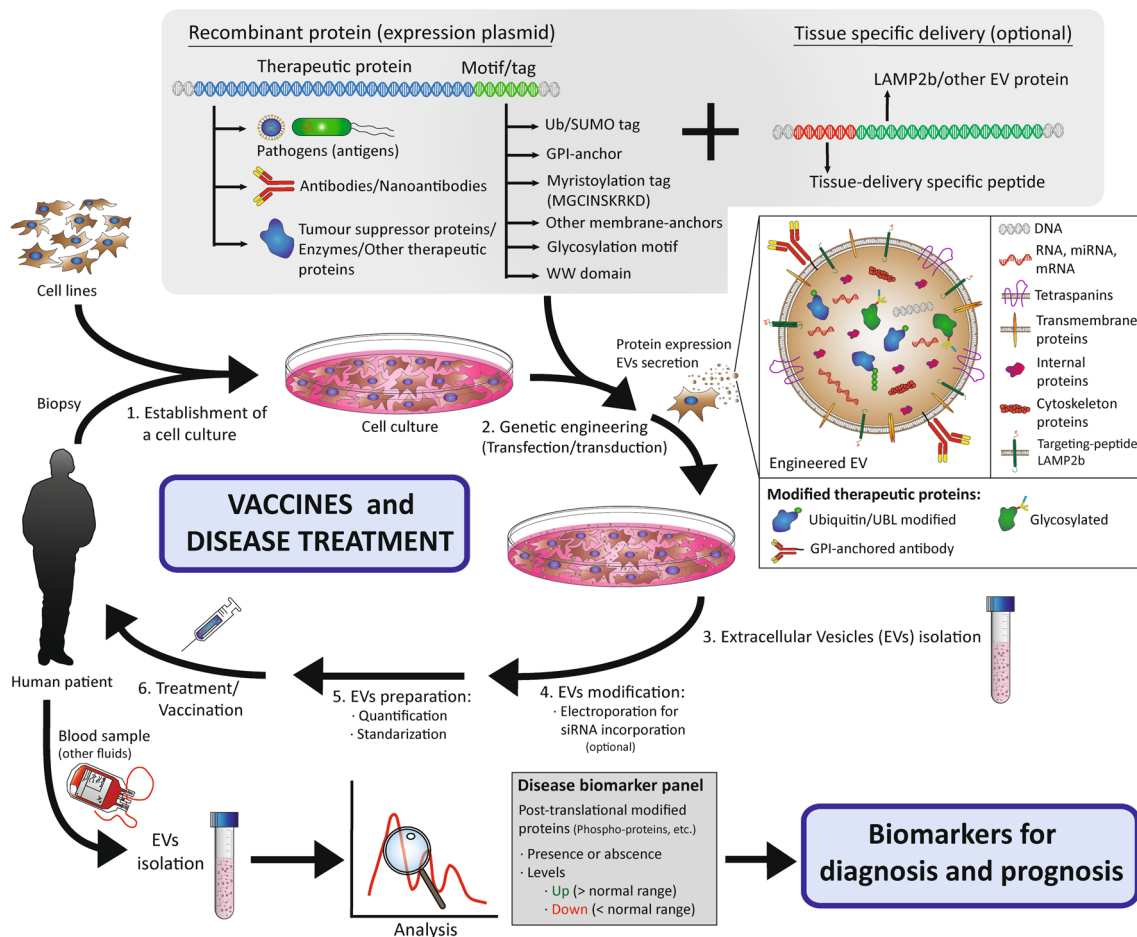 Recombinant protein (expression plasmid)
Therapeutic protein
Motif/tag
Pathogens (antigens)
Antibodies/Nanoantibodies
Tumour suppressor proteins/
Enzymes/Other therapeutic
proteins
Ub/SUMO tag
GPI-anchor
Myristoylation tag
(MGCINSKRKD)
Other membrane-anchors
Glycosylation motif
WW domain
Tissue specific delivery (optional)
LAMP2b/other EV protein
Tissue-delivery specific peptide
Cell lines
Biopsy
1. Establishment of
a cell culture
Cell culture
2. Genetic engineering
(Transfection/transduction)
Protein expression
EVs secretion
Engineered EV
DNA
RNA, miRNA,
mRNA
Tetraspanins
Transmembrane
proteins
Internal
proteins
Cytoskeleton
proteins
Targeting-peptide
LAMP2b
Modified therapeutic proteins:
Ubiquitin/UBL modified
Glycosylated
GPI-anchored antibody
VACCINES and
DISEASE TREATMENT
3. Extracellular Vesicles (EVs) isolation
4. EVs modification:
· Electroporation for
siRNA incorporation
(optional)
5. EVs preparation:
· Quantification
· Standarization
6. Treatment/
Vaccination
Human patient
Blood sample
(other fluids)
EVs
isolation
Analysis
Disease biomarker panel
Post-translational modified
proteins (Phospho-proteins, etc.)
· Presence or abscence
· Levels
· Up (> normal range)
· Down (< normal range)
Biomarkers for
diagnosis and prognosis